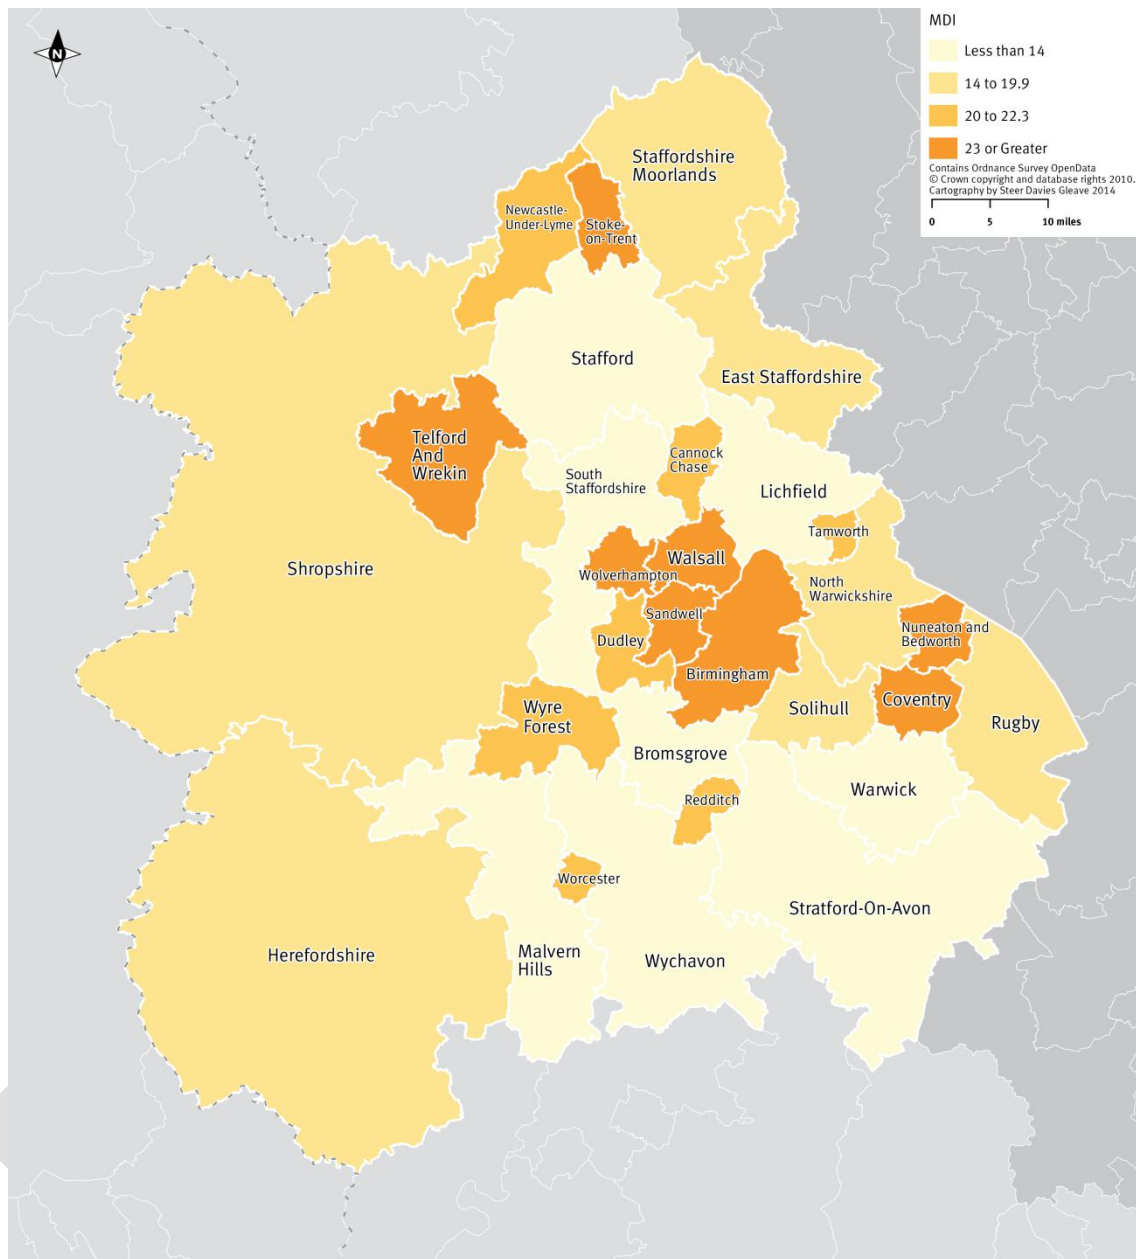 N
MDI
Less than 14
14 to 19.9
20 to 22.3
23 or Greater
Contains Ordnance Survey OpenData
© Crown copyright and database rights 2010.
Cartography by Steer Davies Gleave 2014
0 5 10 miles
Staffordshire
Moorlands
Newcastle-
Under-Lyme
Stoke-
on-Trent
Stafford
East Staffordshire
Telford
And
Wrekin
Cannock
Chase
South
Staffordshire
Lichfield
Tamworth
Shropshire
Wolverhampton
Walsall
North
Warwickshire
Sandwell
Dudley
Nuneaton and
Bedworth
Birmingham
Coventry
Solihull
Rugby
Wyre
Forest
Bromsgrove
Warwick
Redditch
Worcester
Stratford-On-Avon
Herefordshire
Malvern
Hills
Wychavon